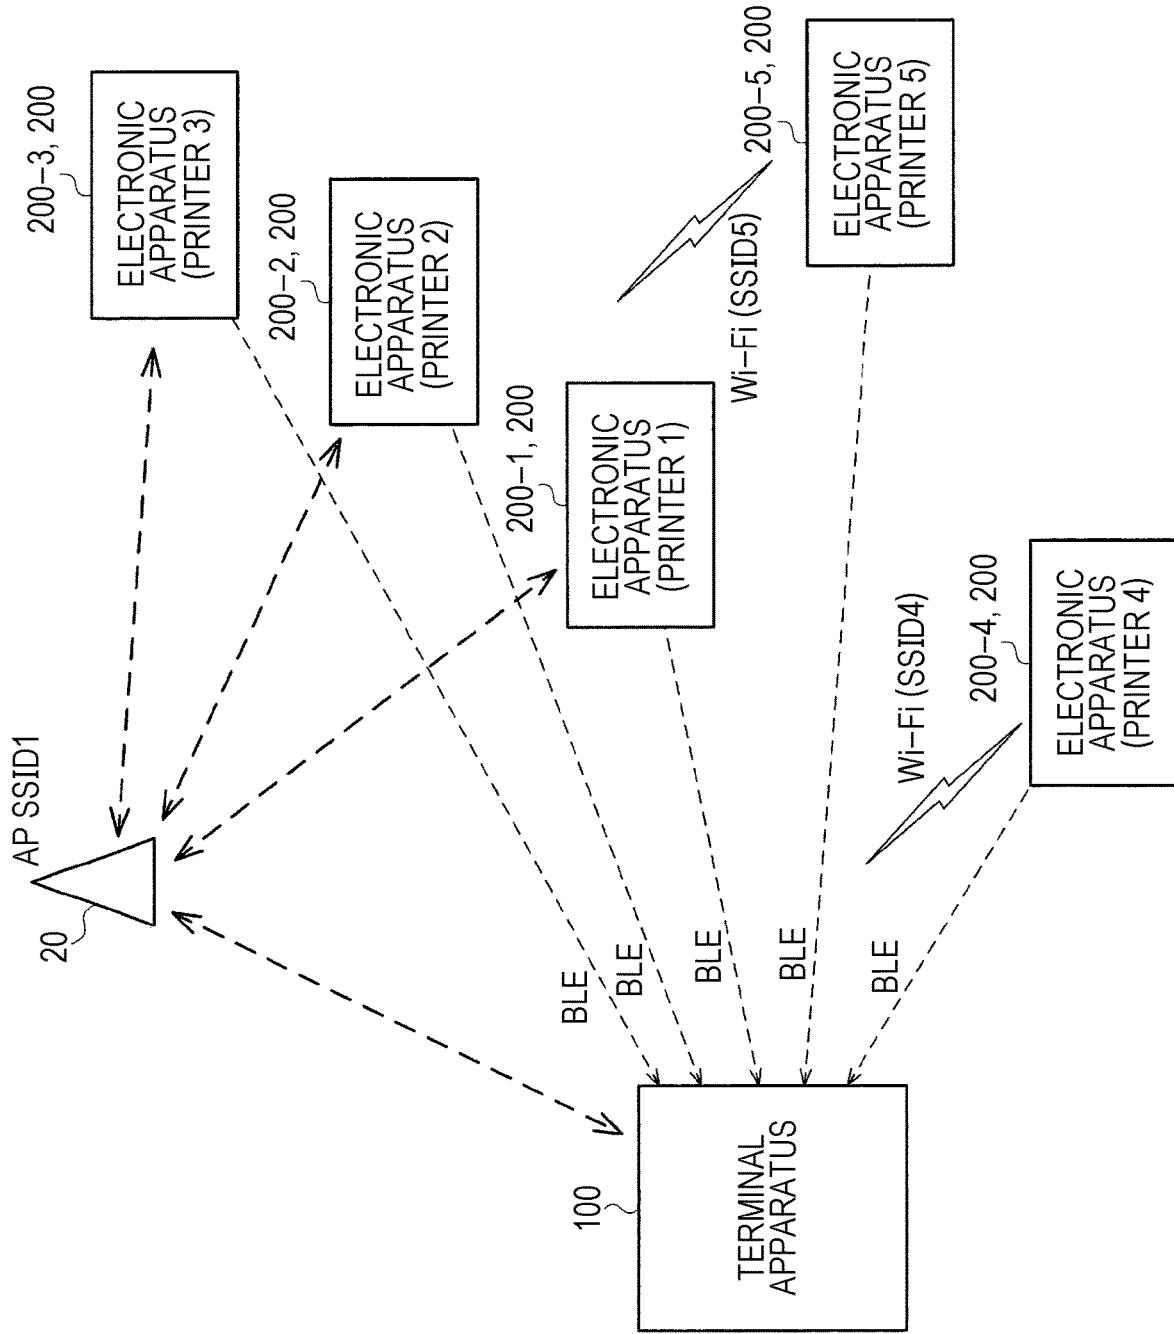 AP SSID1
20
200-3, 200
ELECTRONIC
APPARATUS
(PRINTER 3)
200-2, 200
ELECTRONIC
APPARATUS
(PRINTER 2)
200-1, 200
ELECTRONIC
APPARATUS
(PRINTER 1)
Wi-Fi (SSID5)
200-5, 200
ELECTRONIC
APPARATUS
(PRINTER 5)
Wi-Fi (SSID4)
200-4, 200
ELECTRONIC
APPARATUS
(PRINTER 4)
BLE
BLE
BLE
BLE
BLE
100
TERMINAL
APPARATUS